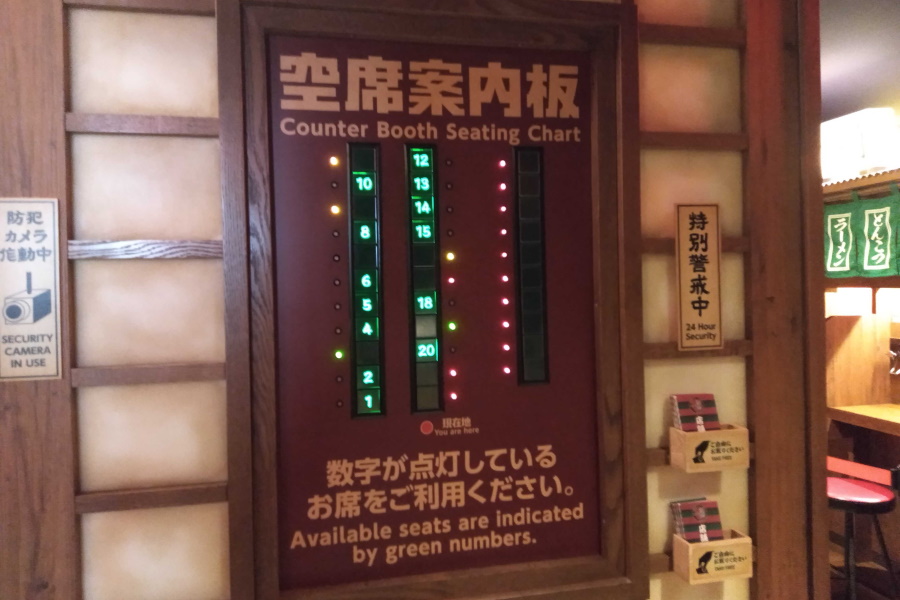 空席案内板
Counter Booth Seating Chart
12
10
13
14
8
15
6
5
18
4
20
2
1
現在地
You are here
数字が点灯している
お席をご利用ください。
Available seats are indicated
by green numbers.
防犯
カメラ
作動中
SECURITY
CAMERA
IN USE
特別警戒中
24 Hour
Security
ラーメン
とんこつ